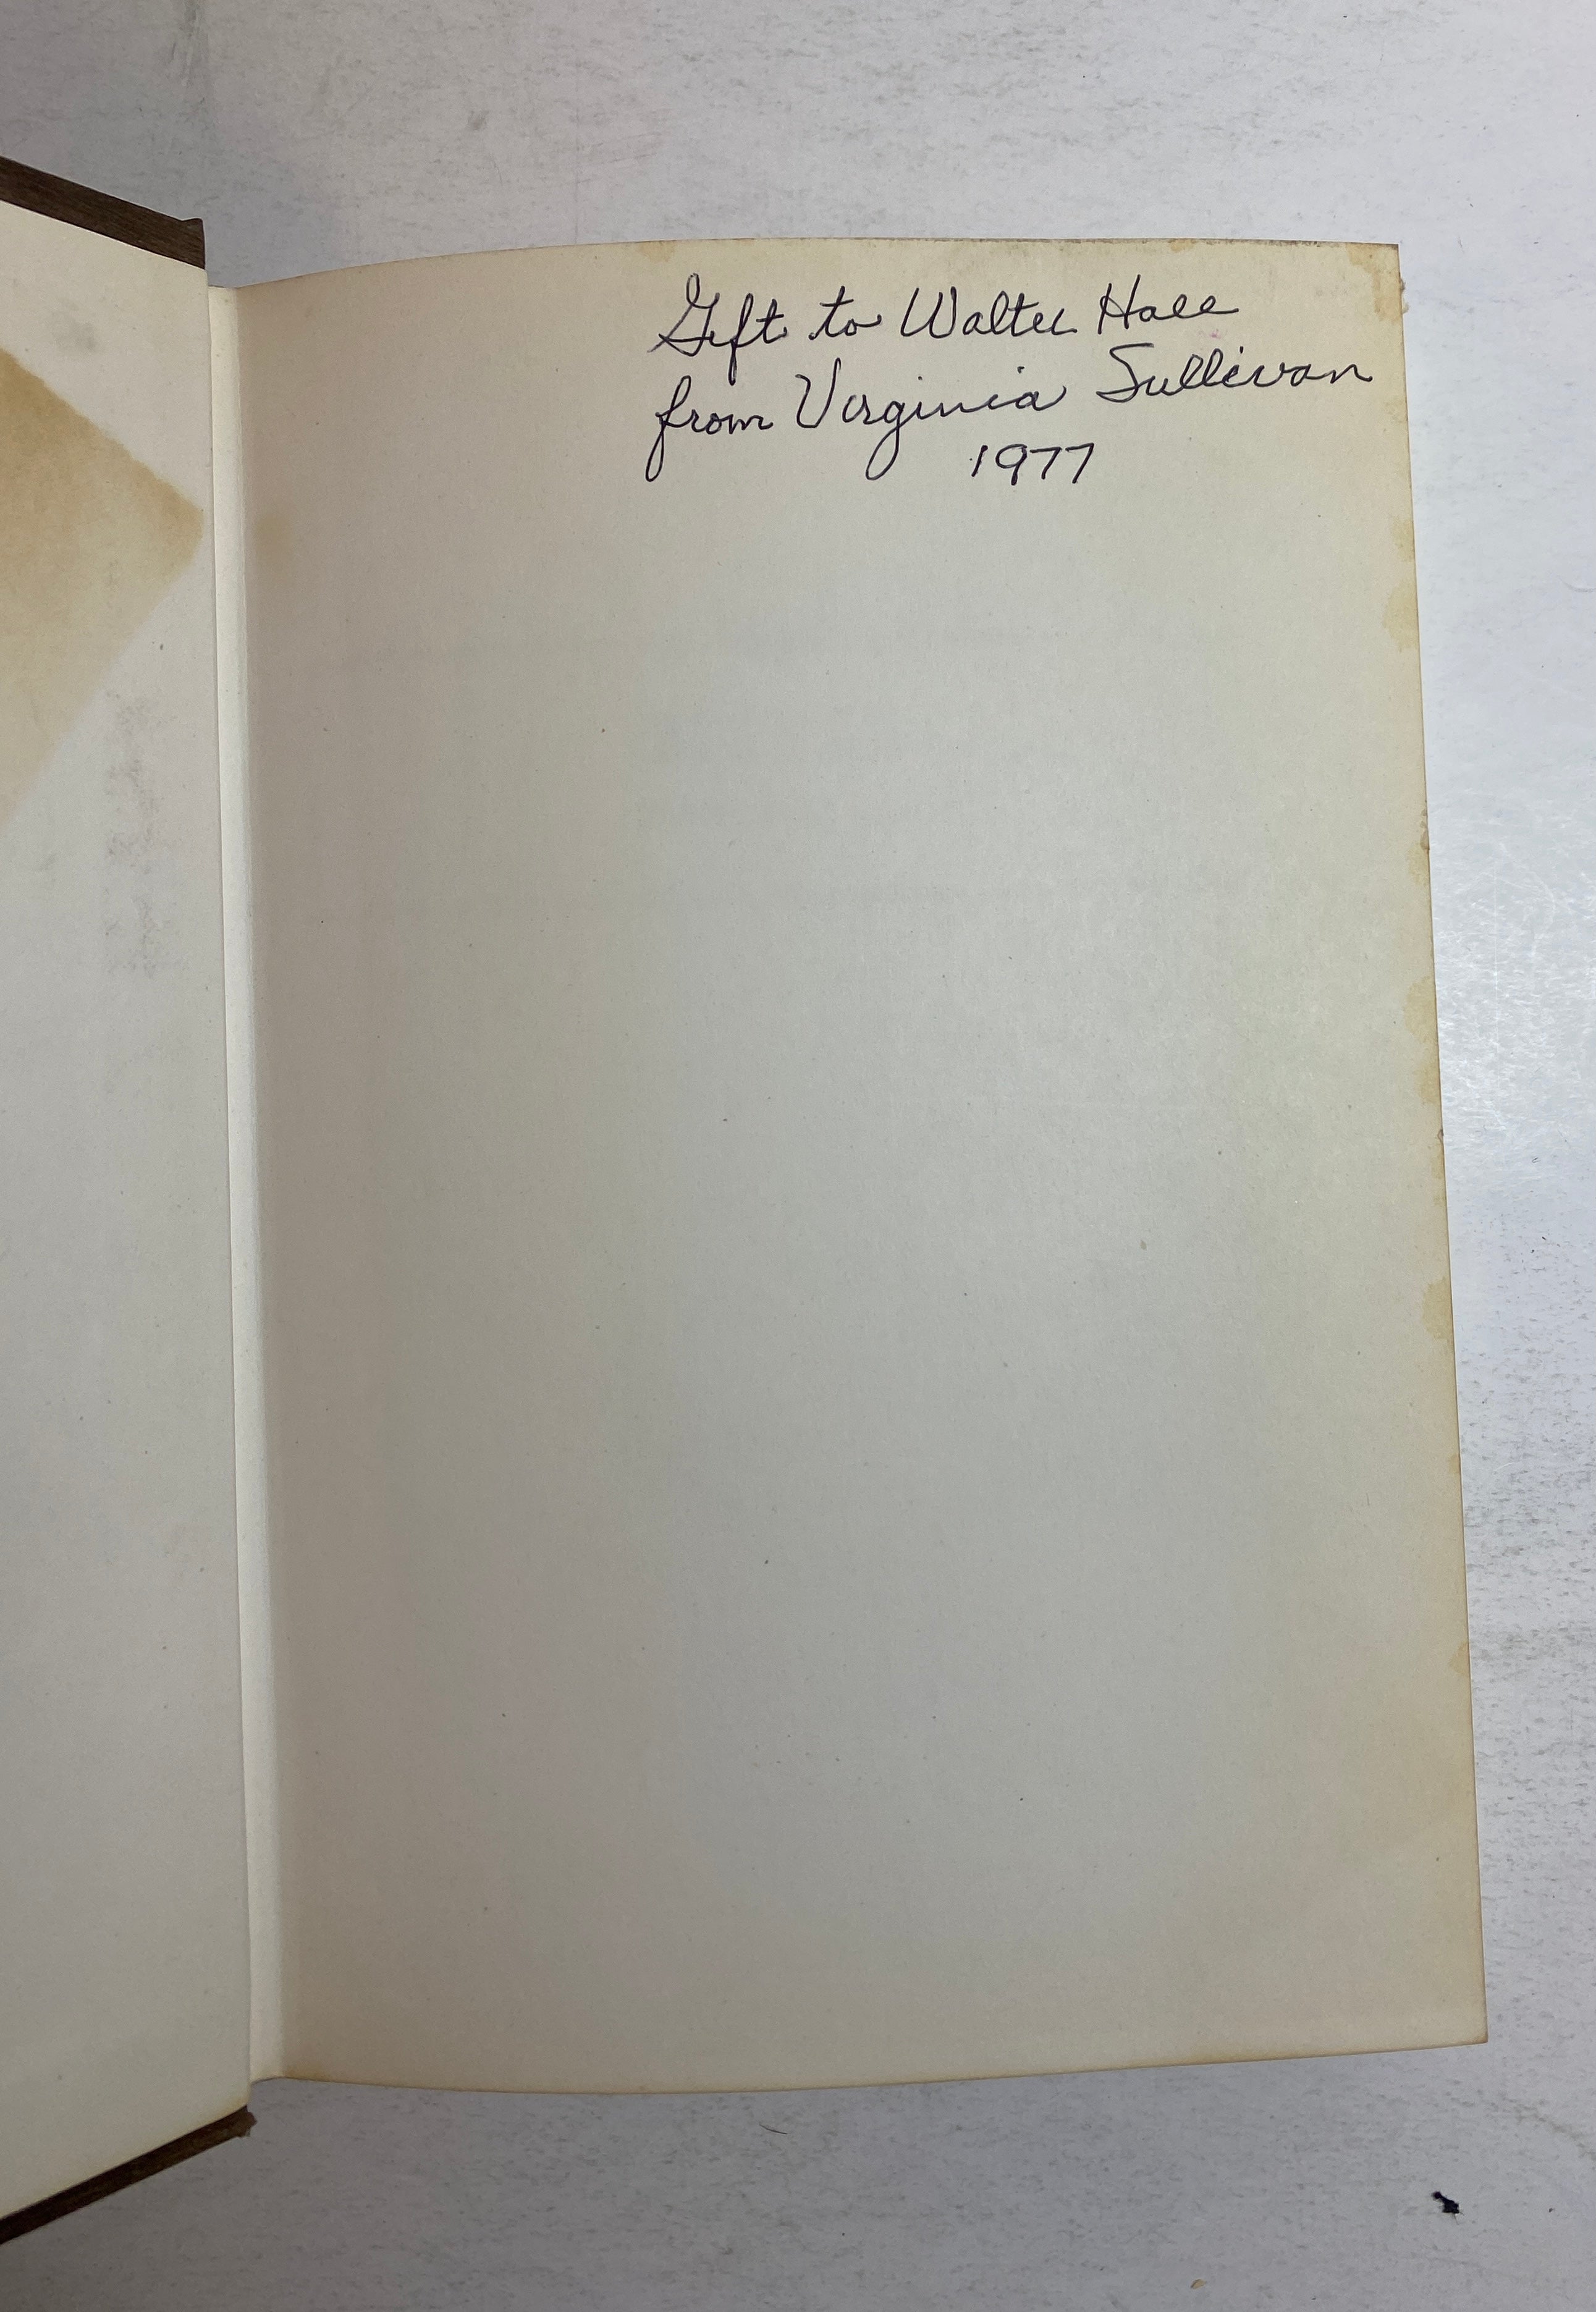 Gift to Walter Hall
from Virginia Sullivan
1977